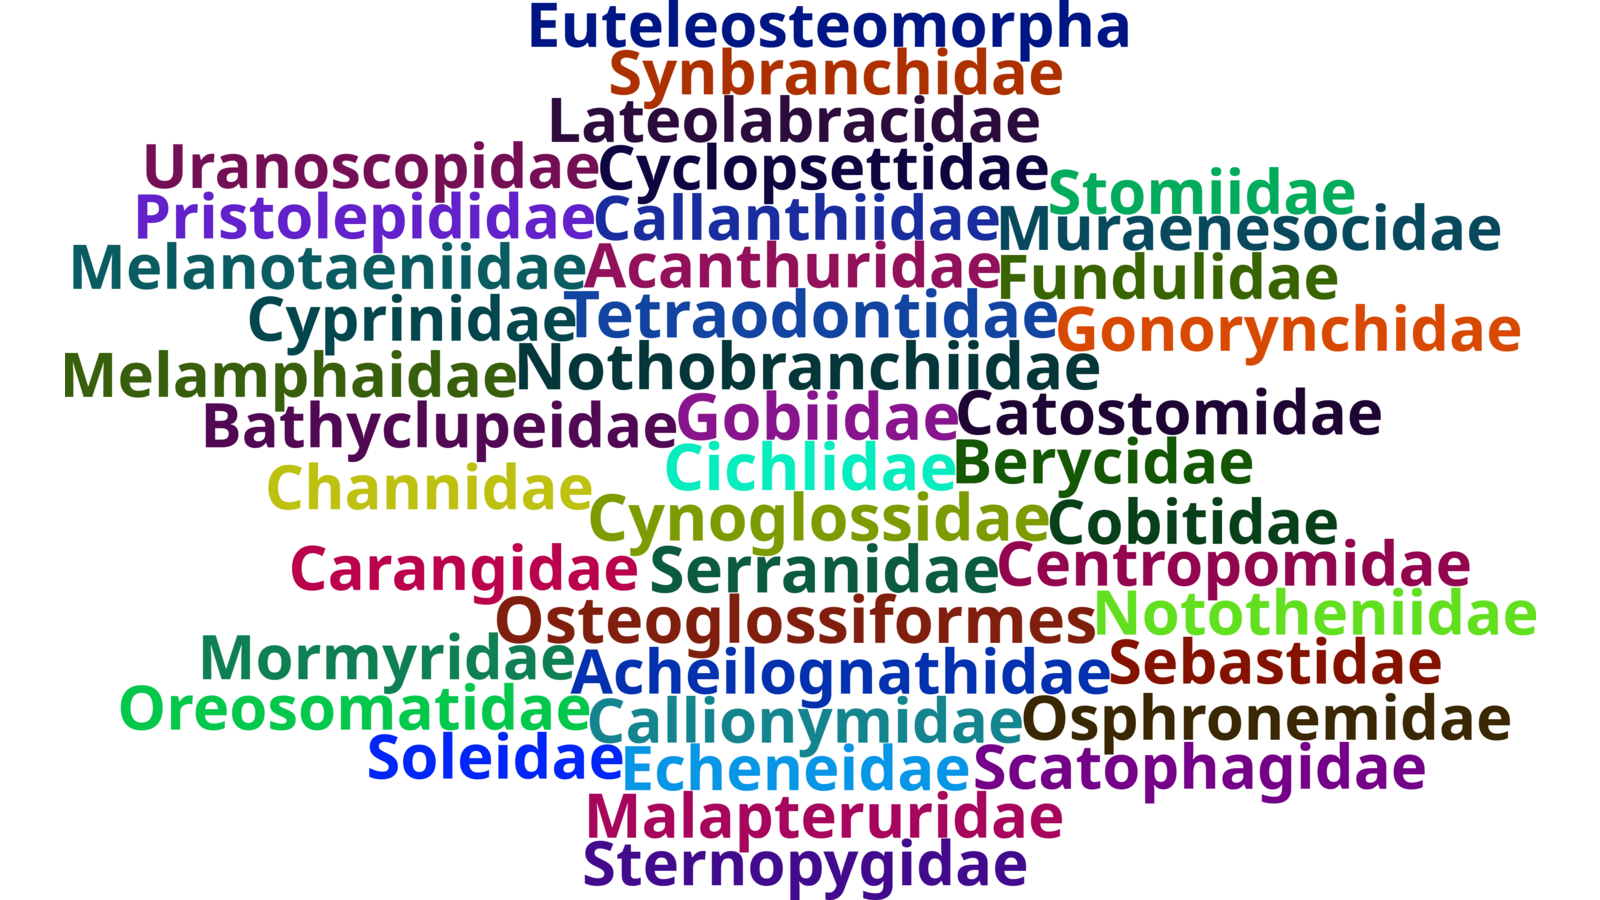 Euteleosteomorpha
Synbranchidae
Lateolabracidae
Uranoscopidae Cyclopsettidae Stomiidae
Pristolepididae Callanthiidae Muraenesocidae
Melanotaeniidae Acanthuridae Fundulidae
Cyprinidae Tetraodontidae Gonorynchidae
Melamphaidae Nothobranchiidae
Bathyclupeidae Gobiidae Catostomidae
Channidae Cichlidae Berycidae
Cynoglossidae Cobitidae
Carangidae Serranidae Centropomidae
Osteoglossiformes Nototheniidae
Mormyridae Acheilognathidae Sebastidae
Oreosomatidae Callionymidae Osphronemidae
Soleidae Echeneidae Scatophagidae
Malapteruridae
Sternopygidae